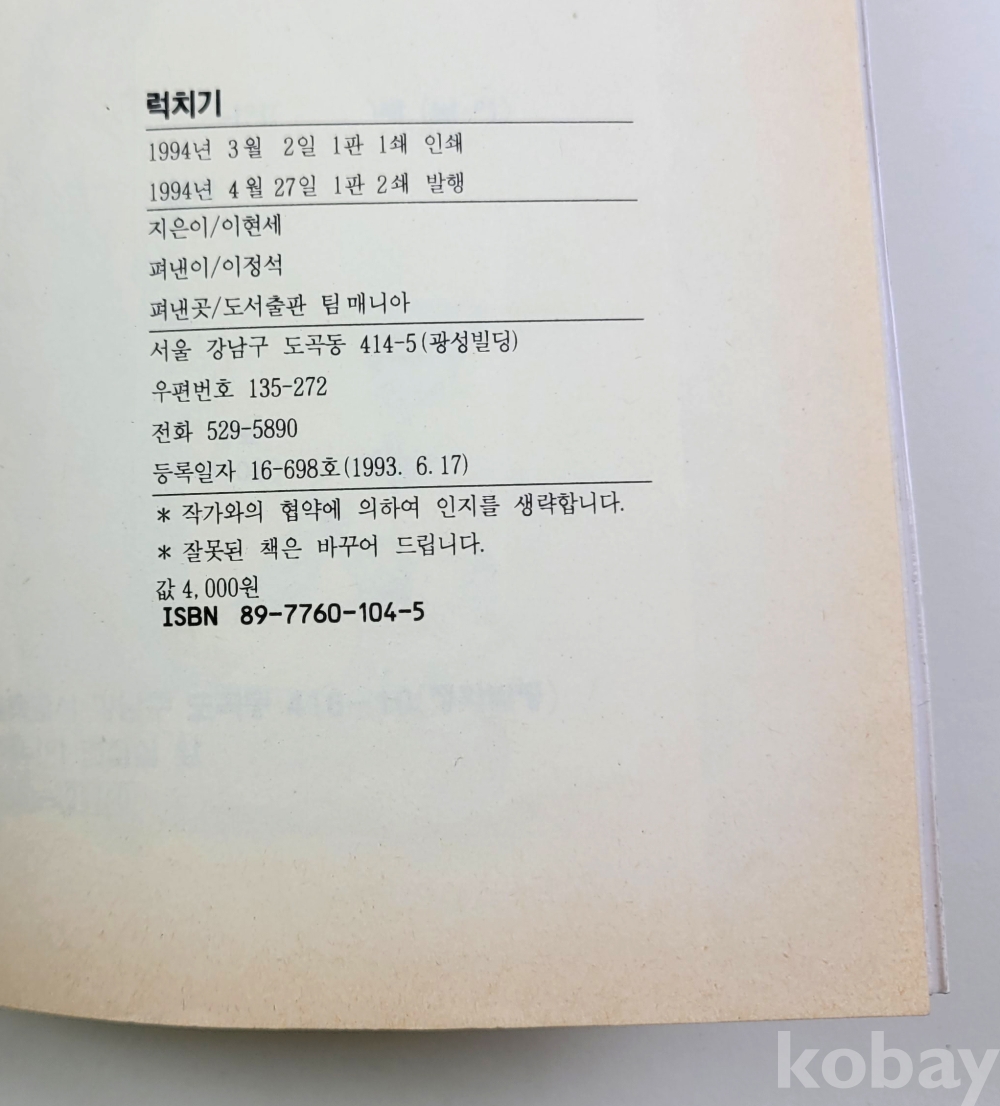 럭치기
1994년 3월 2일 1판 1쇄 인쇄
1994년 4월 27일 1판 2쇄 발행
지은이/이현세
펴낸이/이정석
펴낸곳/도서출판 팀매니아
서울 강남구 도곡동 414-5(광성빌딩)
우편번호 135-272
전화 529-5890
등록일자 16-698호(1993. 6.17)
* 작가와의 협약에 의하여 인지를 생략합니다.
* 잘못된 책은 바꾸어 드립니다.
값 4,000원
ISBN 89-7760-104-5
kobay